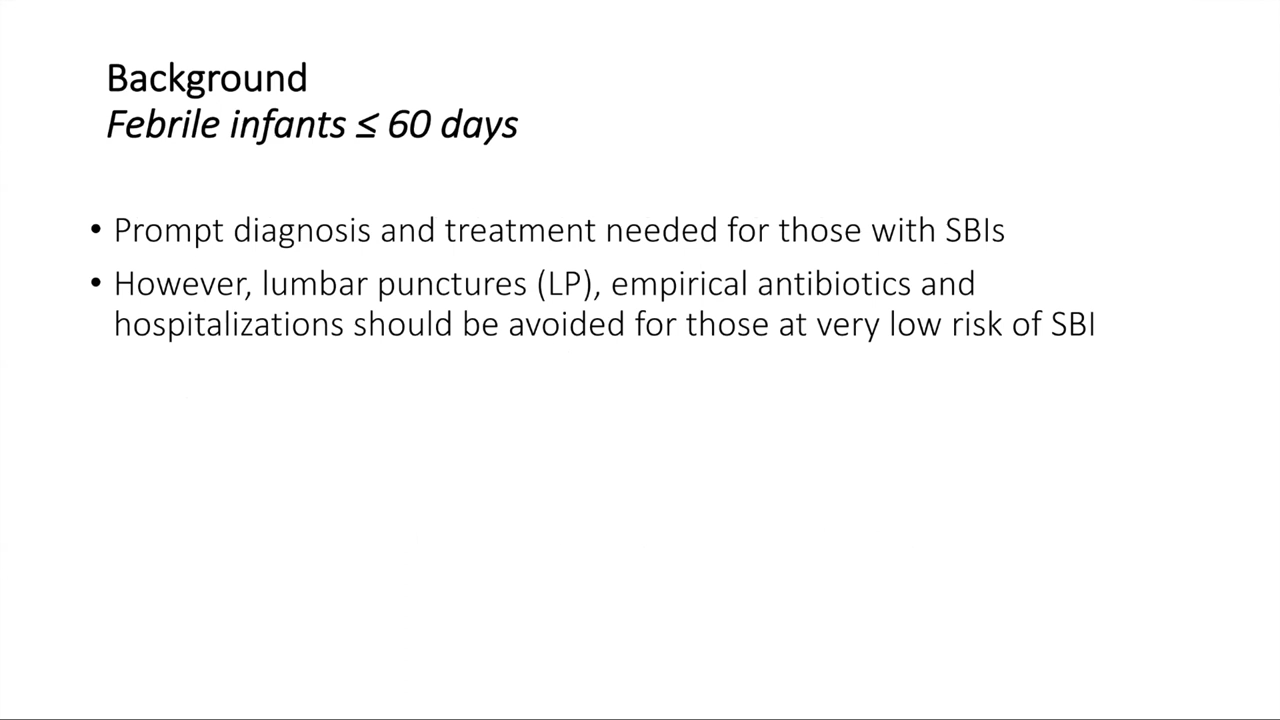 Background
Febrile infants ≤ 60 days
• Prompt diagnosis and treatment needed for those with SBIs
• However, lumbar punctures (LP), empirical antibiotics and
hospitalizations should be avoided for those at very low risk of SBI